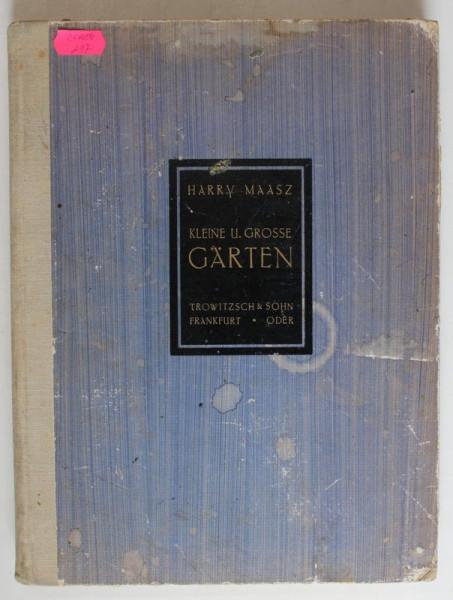 HARRY MAASZ
KLEINE U. GROSSE
GÄRTEN
TROWITZSCH & SOHN
FRANKFURT • ODER